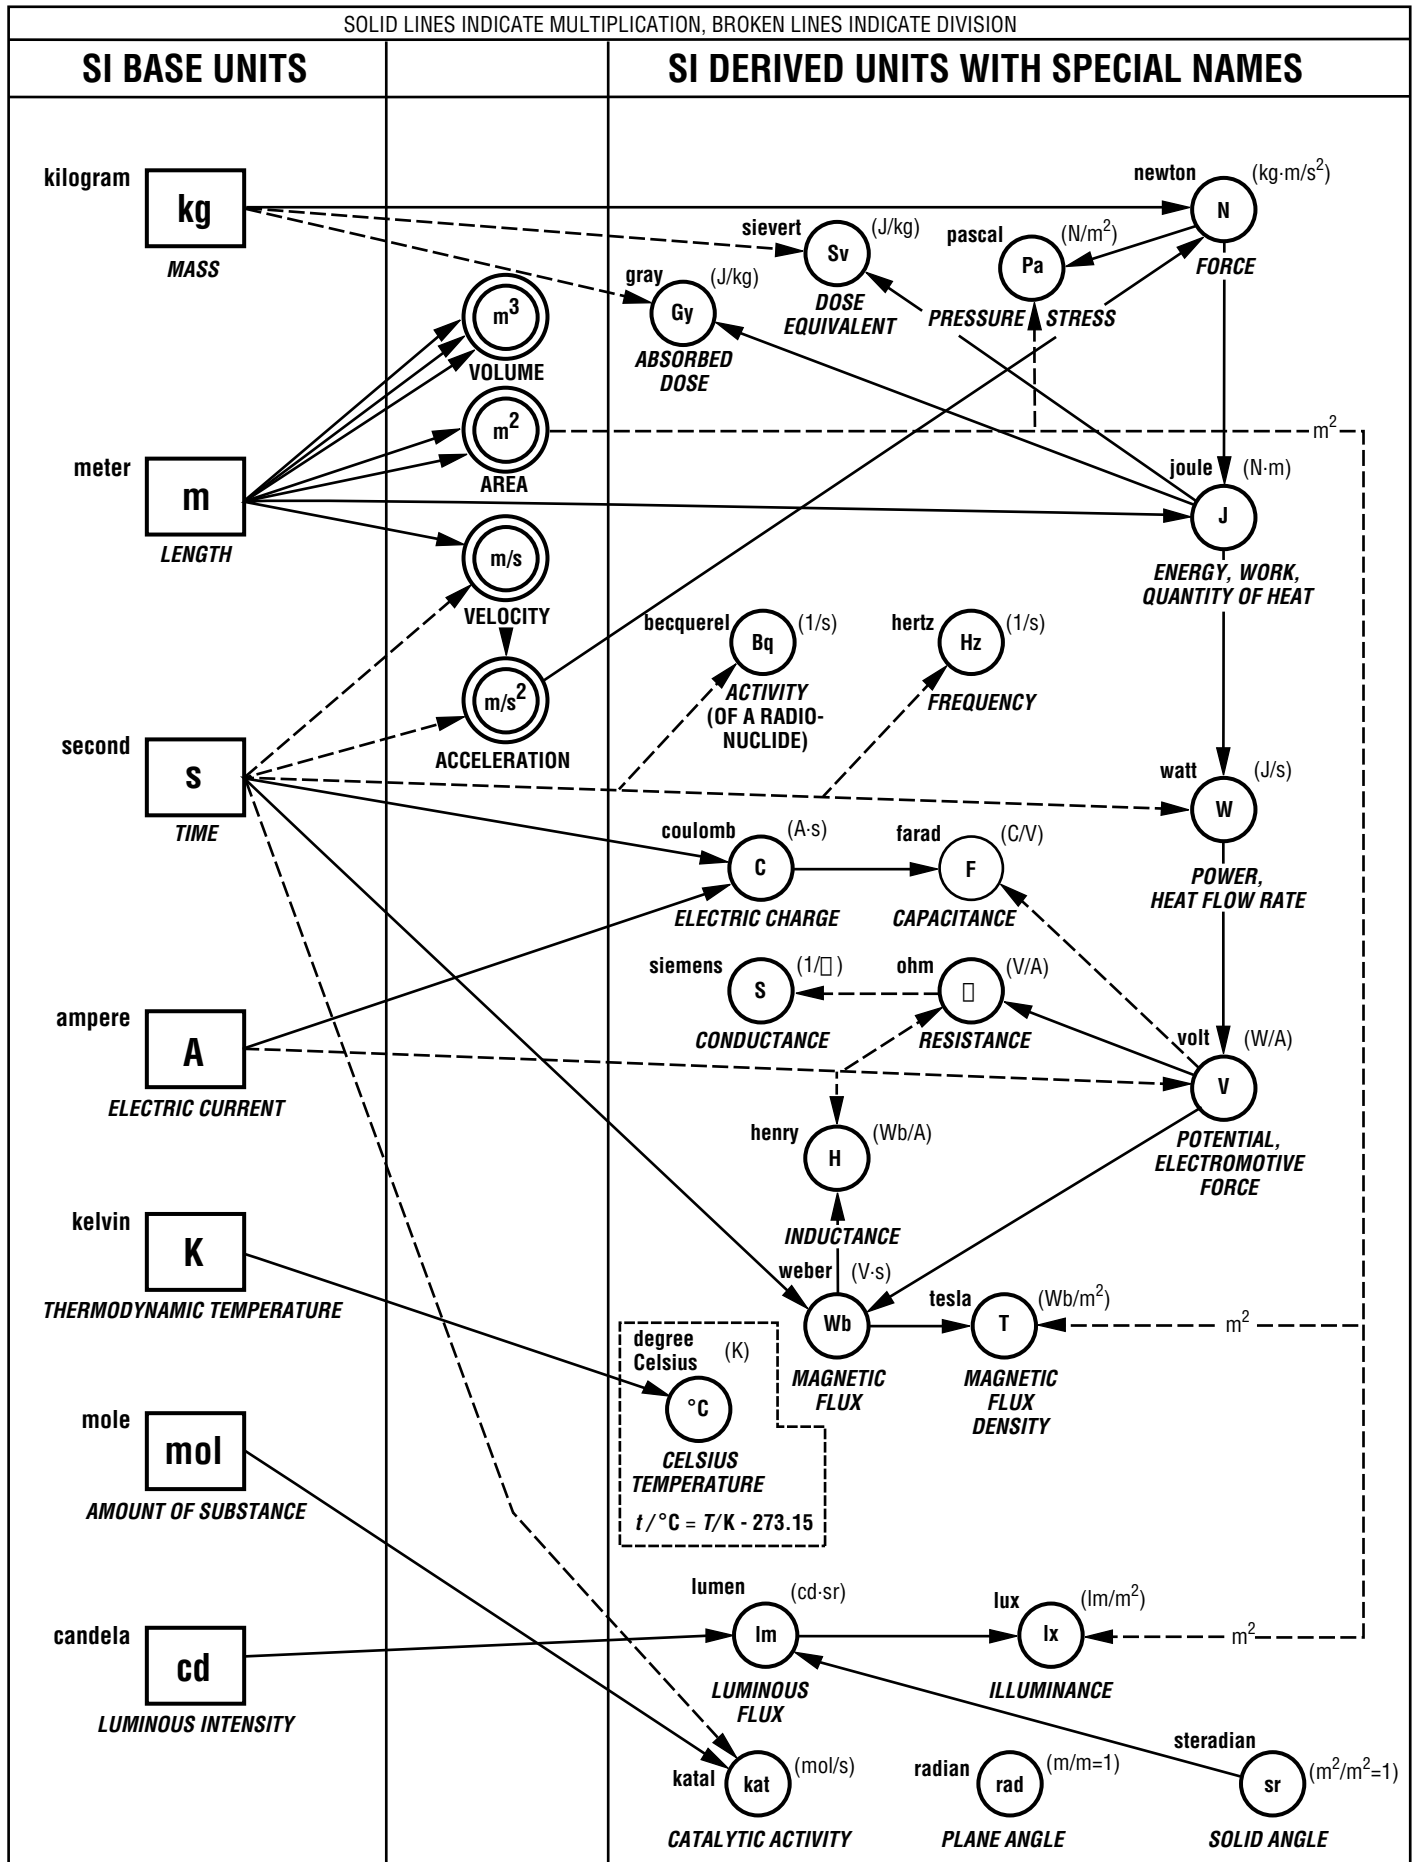 SOLID LINES INDICATE MULTIPLICATION, BROKEN LINES INDICATE DIVISION
SI BASE UNITS
SI DERIVED UNITS WITH SPECIAL NAMES
kilogram
kg
MASS
newton
(kg·m/s²)
N
FORCE
sievert
(J/kg)
Sv
DOSE
EQUIVALENT
pascal
(N/m²)
Pa
PRESSURE
STRESS
gray
(J/kg)
Gy
ABSORBED
DOSE
m³
VOLUME
m²
AREA
m²
meter
m
LENGTH
joule
(N·m)
J
ENERGY, WORK,
QUANTITY OF HEAT
m/s
VELOCITY
becquerel
(1/s)
Bq
ACTIVITY
(OF A RADIO-
NUCLIDE)
hertz
(1/s)
Hz
FREQUENCY
m/s²
ACCELERATION
second
s
TIME
watt
(J/s)
W
POWER,
HEAT FLOW RATE
coulomb
(A·s)
C
ELECTRIC CHARGE
farad
(C/V)
F
CAPACITANCE
siemens
(1/▯)
S
CONDUCTANCE
ohm
(V/A)
▯
RESISTANCE
ampere
A
ELECTRIC CURRENT
volt
(W/A)
V
POTENTIAL,
ELECTROMOTIVE
FORCE
henry
(Wb/A)
H
INDUCTANCE
kelvin
K
THERMODYNAMIC TEMPERATURE
weber
(V·s)
Wb
MAGNETIC
FLUX
tesla
(Wb/m²)
T
MAGNETIC
FLUX
DENSITY
m²
degree
Celsius
(K)
°C
CELSIUS
TEMPERATURE
t/°C = T/K - 273.15
mole
mol
AMOUNT OF SUBSTANCE
lumen
(cd·sr)
lm
LUMINOUS
FLUX
lux
(lm/m²)
lx
ILLUMINANCE
m²
candela
cd
LUMINOUS INTENSITY
katal
(mol/s)
kat
CATALYTIC ACTIVITY
radian
(m/m=1)
rad
PLANE ANGLE
steradian
(m²/m²=1)
sr
SOLID ANGLE